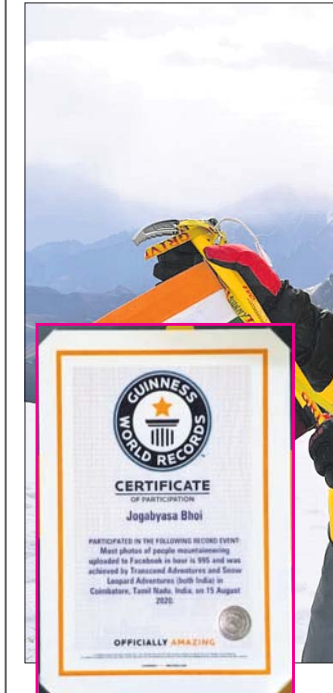 GRIVEL
GUINNESS
WORLD RECORDS
CERTIFICATE
OF PARTICIPATION
Jogabyasa Bhoi
PARTICIPATED IN THE FOLLOWING RECORD EVENT:
Most photos of people mountaineering
uploaded to Facebook in hour is 995 and was
achieved by Transcend Adventures and Snow
Leopard Adventures (both India) in
Coimbatore, Tamil Nadu, India, on 15 August
2020.
OFFICIALLY AMAZING